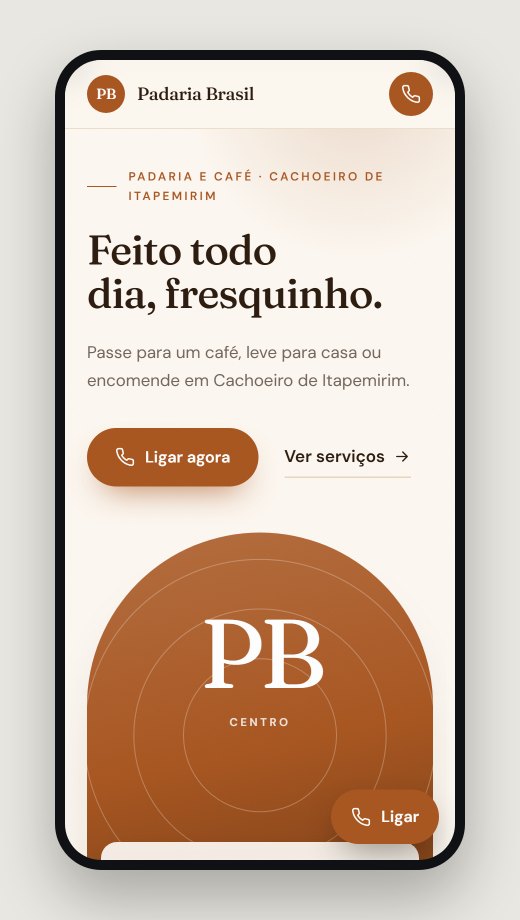 PB Padaria Brasil
PADARIA E CAFÉ · CACHOEIRO DE
ITAPEMIRIM
Feito todo
dia, fresquinho.
Passe para um café, leve para casa ou
encomende em Cachoeiro de Itapemirim.
Ligar agora
Ver serviços →
PB
CENTRO
Ligar